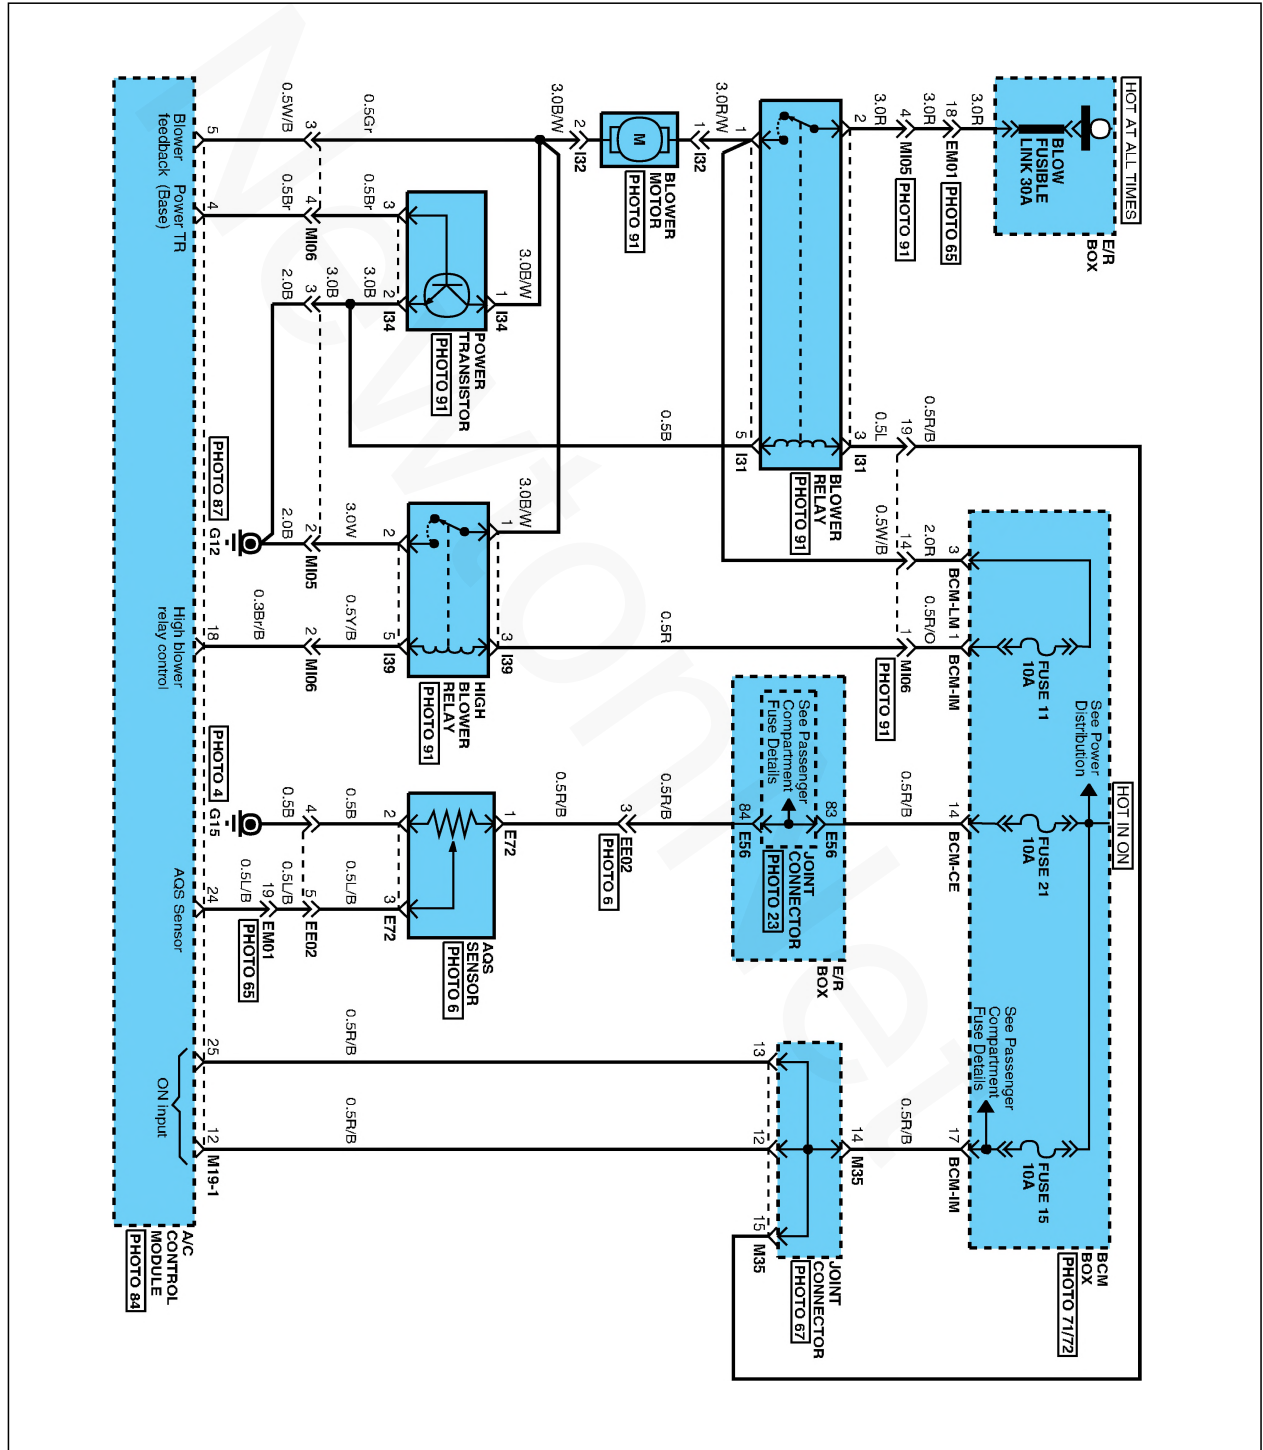 HOT AT ALL TIMES
BLOW
FUSIBLE
LINK 30A
E/R
BOX
3.0R
18
EM01
PHOTO 65
3.0R
4
MI05
PHOTO 91
3.0R
2
3
I31
0.5L
19
0.5R/B
BLOWER
RELAY
PHOTO 91
1
5
I31
0.5B
3.0R/W
1
I32
M
BLOWER
MOTOR
PHOTO 91
2
I32
3.0B/W
3.0B/W
1
I34
POWER
TRANSISTOR
PHOTO 91
3
2
I34
0.5Gr
0.5Br
3.0B
3
4
MI06
3.0B
3
0.5W/B
0.5Br
2.0B
5
4
Blower
feedback
Power TR
(Base)
HOT IN ON
See Power
Distribution
BCM
BOX
PHOTO 71/72
FUSE 11
10A
FUSE 21
10A
FUSE 15
10A
See Passenger
Compartment
Fuse Details
3
BCM-LM
1
BCM-IM
14
BCM-CE
17
BCM-IM
2.0R
0.5R/O
14
1
MI06
PHOTO 91
0.5W/B
0.5R
0.5R/B
0.5R/B
3.0B/W
1
3
I39
HIGH
BLOWER
RELAY
PHOTO 91
2
5
I39
3.0W
0.5Y/B
2
MI05
2
MI06
2.0B
0.3Br/B
G12
PHOTO 87
18
High blower
relay control
83
E56
See Passenger
Compartment
Fuse Details
JOINT
CONNECTOR
PHOTO 23
E/R
BOX
84
E56
0.5R/B
3
EE02
PHOTO 6
0.5R/B
1
E72
AQS
SENSOR
PHOTO 6
2
3
E72
0.5B
0.5L/B
4
5
EE02
0.5B
0.5L/B
19
EM01
PHOTO 65
0.5L/B
G15
PHOTO 4
24
AQS Sensor
14
M35
JOINT
CONNECTOR
PHOTO 67
13
12
15
M35
0.5R/B
0.5R/B
25
12
M19-1
ON input
A/C
CONTROL
MODULE
PHOTO 84
Newtonnet